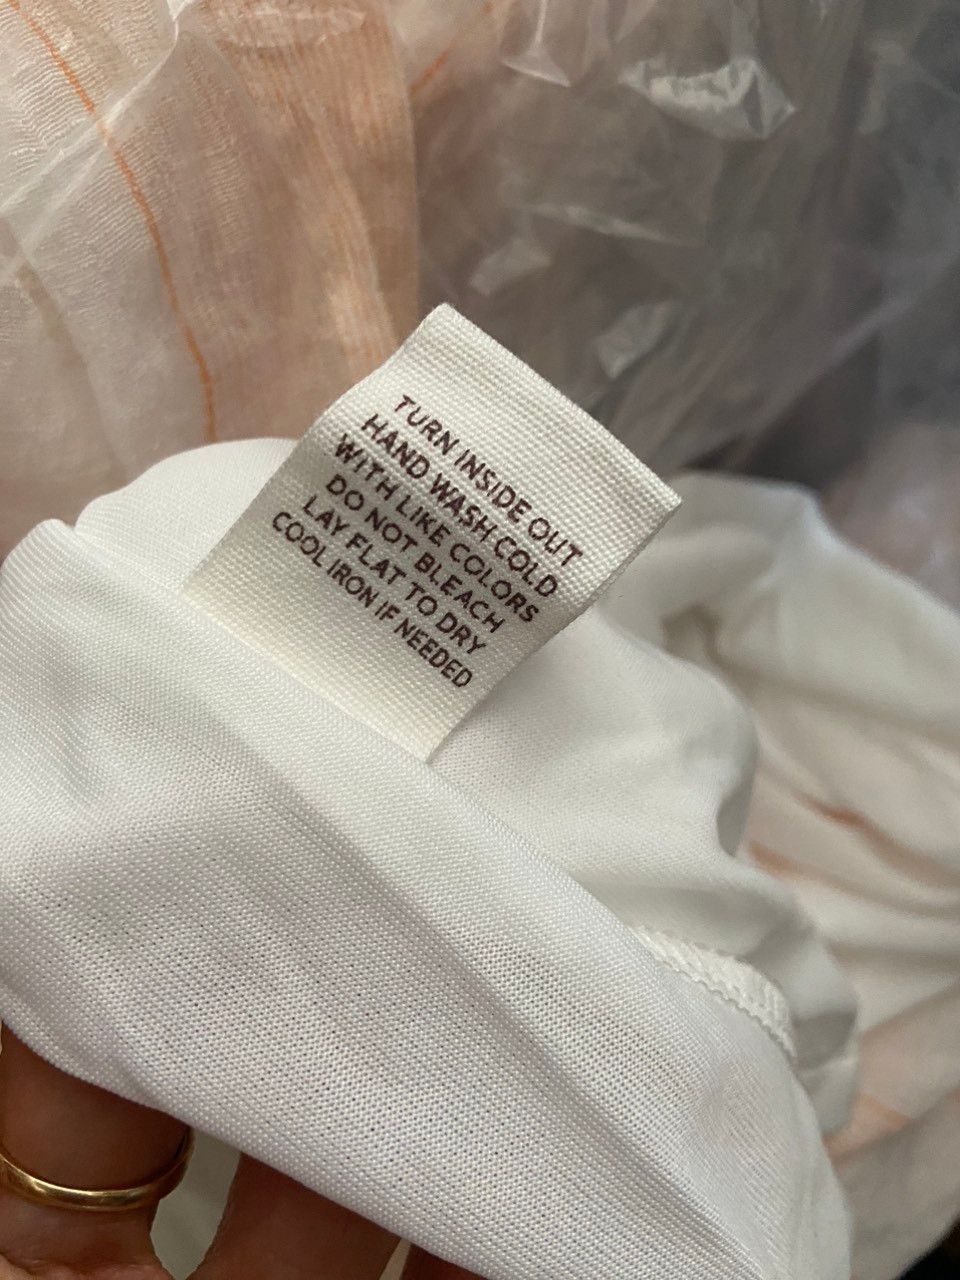 TURN INSIDE OUT
HAND WASH COLD
WITH LIKE COLORS
DO NOT BLEACH
LAY FLAT TO DRY
COOL IRON IF NEEDED